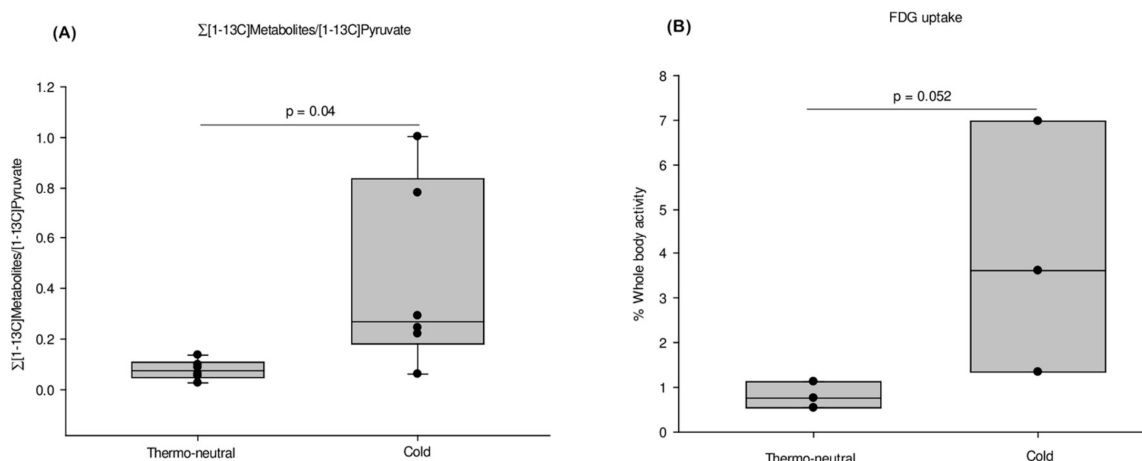 (A)
∑[1-13C]Metabolites/[1-13C]Pyruvate
∑[1-13C]Metabolites/[1-13C]Pyruvate
1.2
1.0
0.8
0.6
0.4
0.2
0.0
p = 0.04
Thermo-neutral
Cold
(B)
FDG uptake
% Whole body activity
8
7
6
5
4
3
2
1
0
p = 0.052
Thermo-neutral
Cold